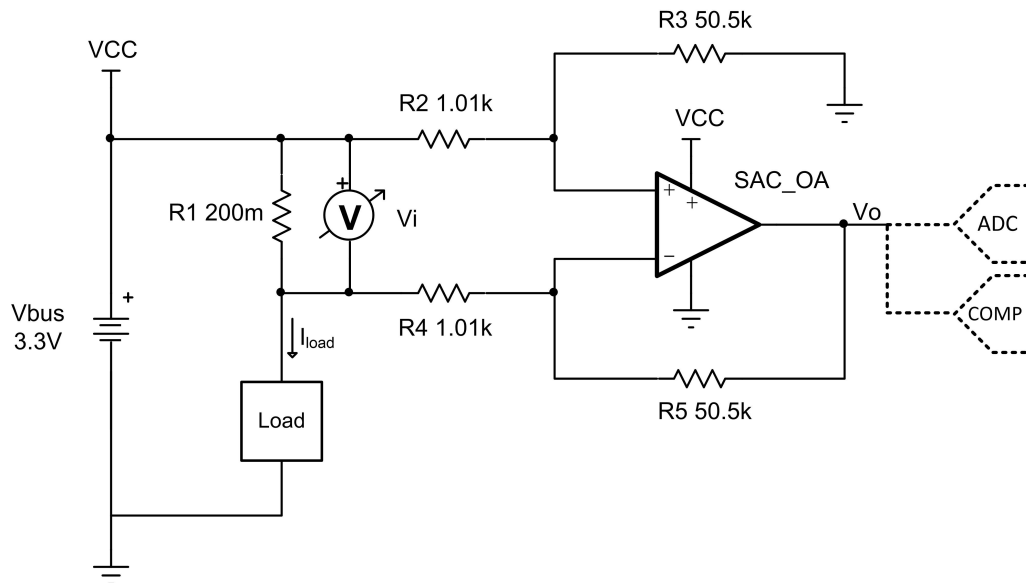 R3 50.5k
VCC
R2 1.01k
VCC
SAC_OA
+
+
R1 200m
V
Vi
+
−
Vo
ADC
COMP
Vbus
3.3V
+
R4 1.01k
Iload
R5 50.5k
Load